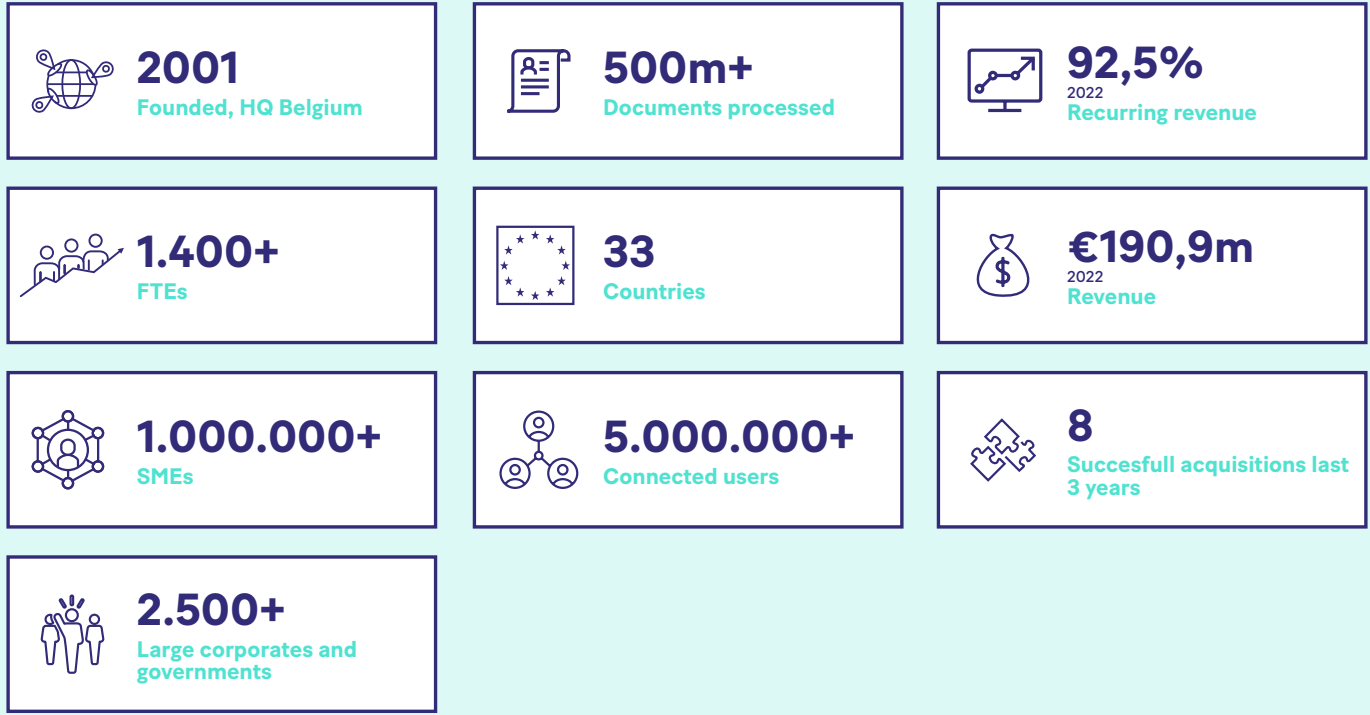 2001
Founded, HQ Belgium
500m+
Documents processed
92,5%
2022
Recurring revenue
1.400+
FTEs
33
Countries
€190,9m
2022
Revenue
1.000.000+
SMEs
5.000.000+
Connected users
8
Succesfull acquisitions last
3 years
2.500+
Large corporates and
governments